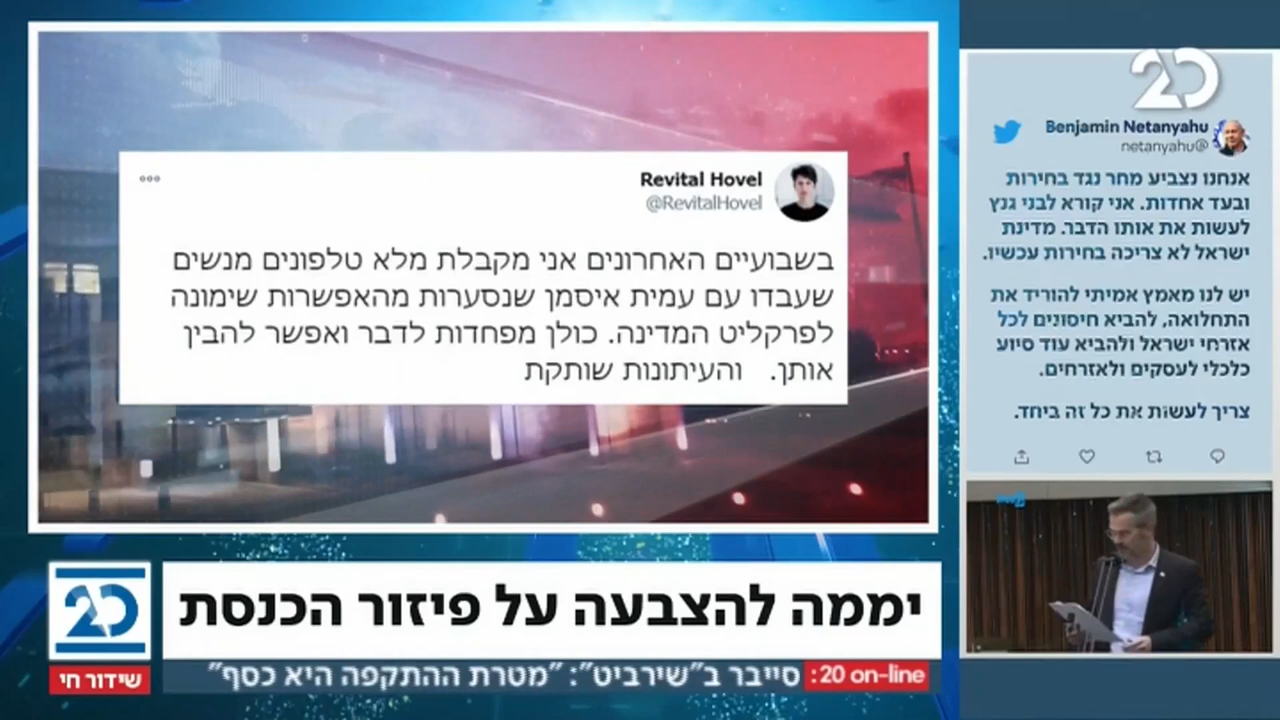 Revital Hovel
@RevitalHovel
בשבועיים האחרונים אני מקבלת מלא טלפונים מנשים
שעבדו עם עמית איסמן שנסערות מהאפשרות שימונה
לפרקליט המדינה. כולן מפחדות לדבר ואפשר להבין
אותן. והעיתונות שותקת
20
Benjamin Netanyahu
netanyahu@
אנחנו נצביע מחר נגד בחירות
ובעד אחדות. אני קורא לבני גנץ
לעשות את אותו הדבר. מדינת
ישראל לא צריכה בחירות עכשיו.
יש לנו מאמץ אמיתי להוריד את
התחלואה, להביא חיסונים לכל
אזרחי ישראל ולהביא עוד סיוע
כלכלי לעסקים ולאזרחים.
צריך לעשות את כל זה ביחד.
20
יממה להצבעה על פיזור הכנסת
שידור חי
20 on-line: סייבר ב"שירביט": "מטרת ההתקפה היא כסף"